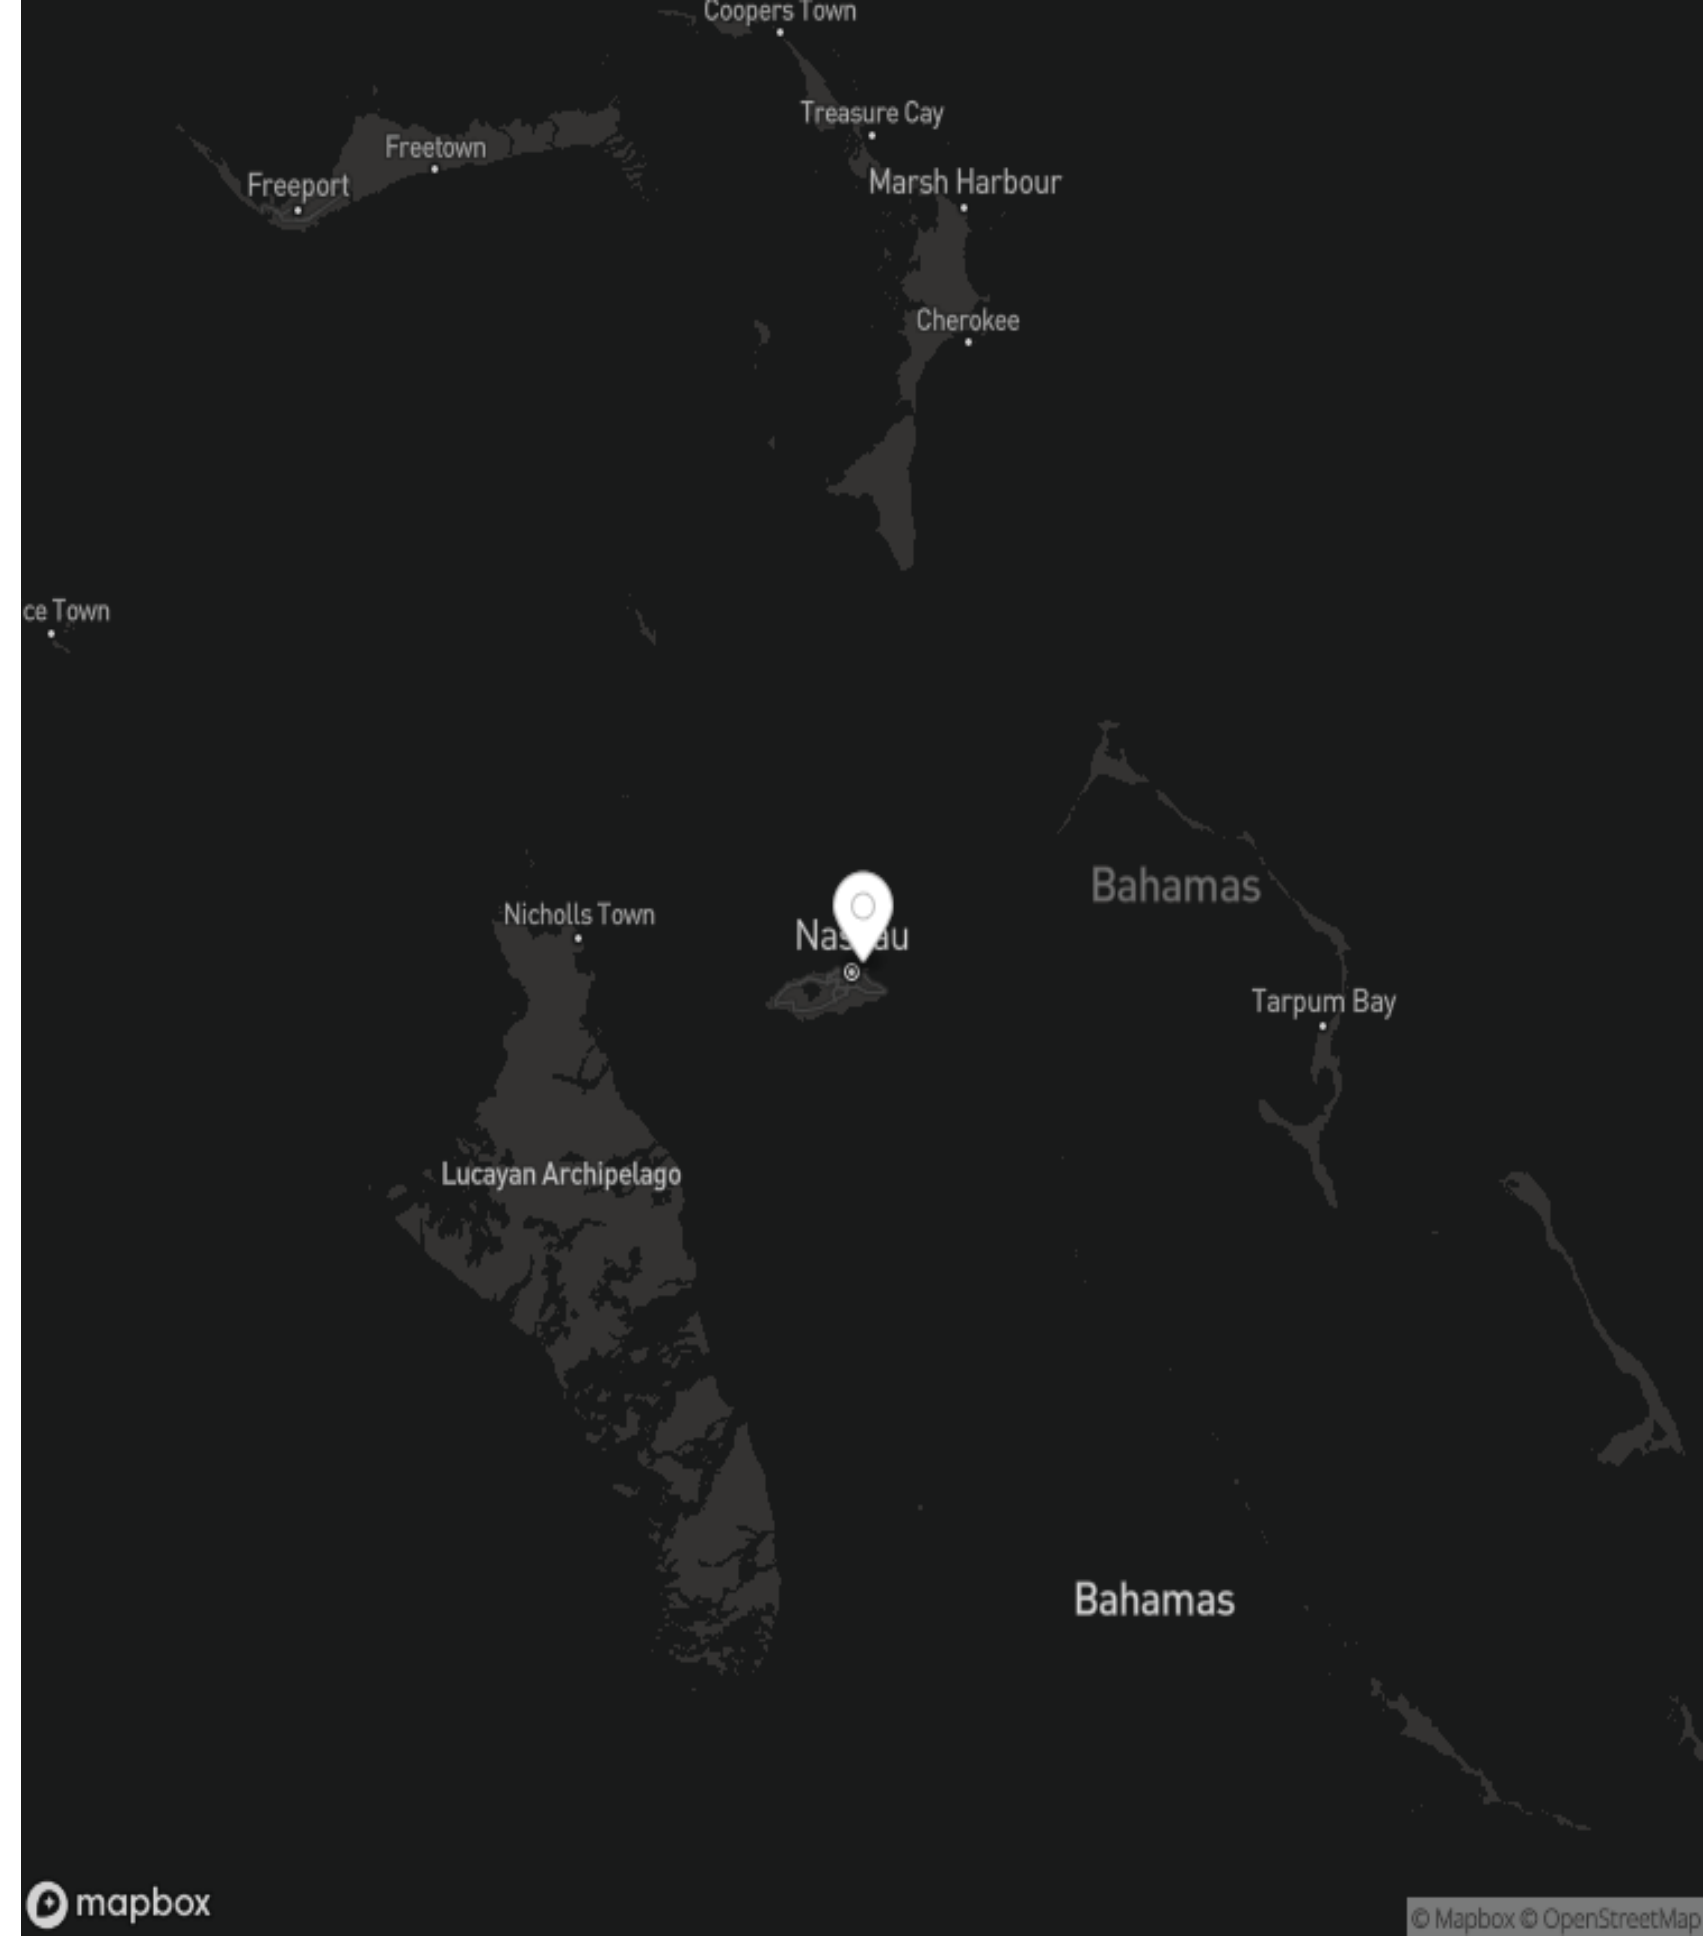 Coopers Town
Treasure Cay
Freetown
Marsh Harbour
Freeport
Cherokee
ce Town
Bahamas
Nicholls Town
Tarpum Bay
Lucayan Archipelago
Bahamas
mapbox
© Mapbox © OpenStreetMap